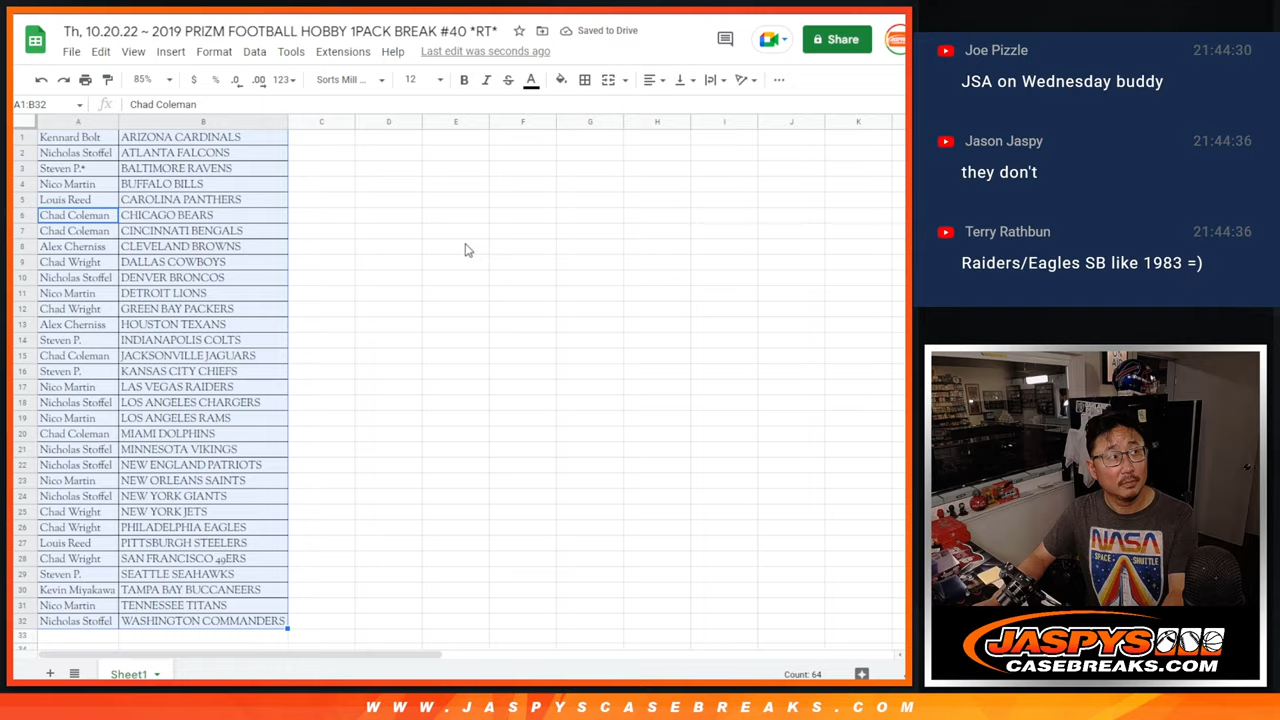 Th, 10.20.22 ~ 2019 PRIZM FOOTBALL HOBBY 1PACK BREAK #40 *RT*
Saved to Drive
Share
File Edit View Insert Format Data Tools Extensions Help Last edit was seconds ago
85% $ % .0 .00 123 Sorts Mill ... 12 B I S A
A1:B32 fx Chad Coleman
A B C D E F G H I J K
1 Kennard Bolt ARIZONA CARDINALS
2 Nicholas Stoffel ATLANTA FALCONS
3 Steven P.* BALTIMORE RAVENS
4 Nico Martin BUFFALO BILLS
5 Louis Reed CAROLINA PANTHERS
6 Chad Coleman CHICAGO BEARS
7 Chad Coleman CINCINNATI BENGALS
8 Alex Cherniss CLEVELAND BROWNS
9 Chad Wright DALLAS COWBOYS
10 Nicholas Stoffel DENVER BRONCOS
11 Nico Martin DETROIT LIONS
12 Chad Wright GREEN BAY PACKERS
13 Alex Cherniss HOUSTON TEXANS
14 Steven P. INDIANAPOLIS COLTS
15 Chad Coleman JACKSONVILLE JAGUARS
16 Steven P. KANSAS CITY CHIEFS
17 Nico Martin LAS VEGAS RAIDERS
18 Nicholas Stoffel LOS ANGELES CHARGERS
19 Nico Martin LOS ANGELES RAMS
20 Chad Coleman MIAMI DOLPHINS
21 Nicholas Stoffel MINNESOTA VIKINGS
22 Nicholas Stoffel NEW ENGLAND PATRIOTS
23 Nico Martin NEW ORLEANS SAINTS
24 Nicholas Stoffel NEW YORK GIANTS
25 Chad Wright NEW YORK JETS
26 Chad Wright PHILADELPHIA EAGLES
27 Louis Reed PITTSBURGH STEELERS
28 Chad Wright SAN FRANCISCO 49ERS
29 Steven P. SEATTLE SEAHAWKS
30 Kevin Miyakawa TAMPA BAY BUCCANEERS
31 Nico Martin TENNESSEE TITANS
32 Nicholas Stoffel WASHINGTON COMMANDERS
33
Sheet1
Count: 64
Joe Pizzle 21:44:30
JSA on Wednesday buddy
Jason Jaspy 21:44:36
they don't
Terry Rathbun 21:44:36
Raiders/Eagles SB like 1983 =)
NASA
SPACE SHUTTLE
JASPYS
CASEBREAKS.COM
WWW.JASPYSCASEBREAKS.COM